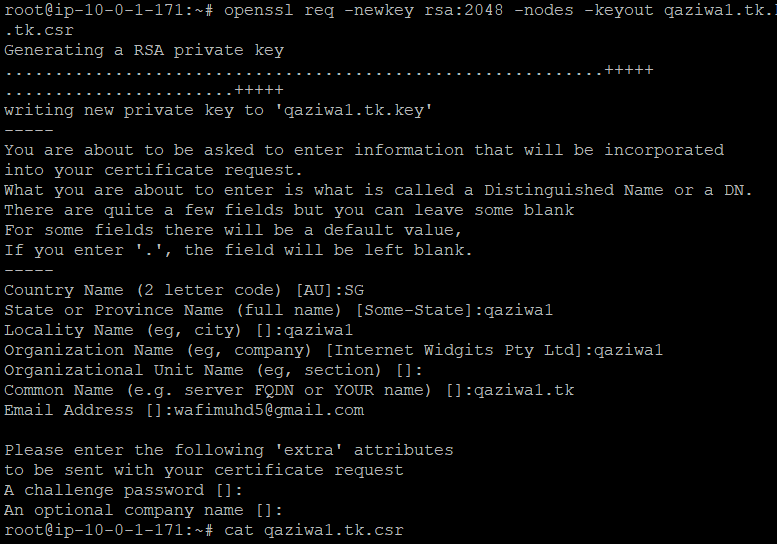 root@ip-10-0-1-171:~# openssl req -newkey rsa:2048 -nodes -keyout qaziwa1.tk.
.tk.csr
Generating a RSA private key
............................................................+++++
.......................+++++
writing new private key to 'qaziwa1.tk.key'
-----
You are about to be asked to enter information that will be incorporated
into your certificate request.
What you are about to enter is what is called a Distinguished Name or a DN.
There are quite a few fields but you can leave some blank
For some fields there will be a default value,
If you enter '.', the field will be left blank.
-----
Country Name (2 letter code) [AU]:SG
State or Province Name (full name) [Some-State]:qaziwa1
Locality Name (eg, city) []:qaziwa1
Organization Name (eg, company) [Internet Widgits Pty Ltd]:qaziwa1
Organizational Unit Name (eg, section) []:
Common Name (e.g. server FQDN or YOUR name) []:qaziwa1.tk
Email Address []:wafimuhd5@gmail.com

Please enter the following 'extra' attributes
to be sent with your certificate request
A challenge password []:
An optional company name []:
root@ip-10-0-1-171:~# cat qaziwa1.tk.csr